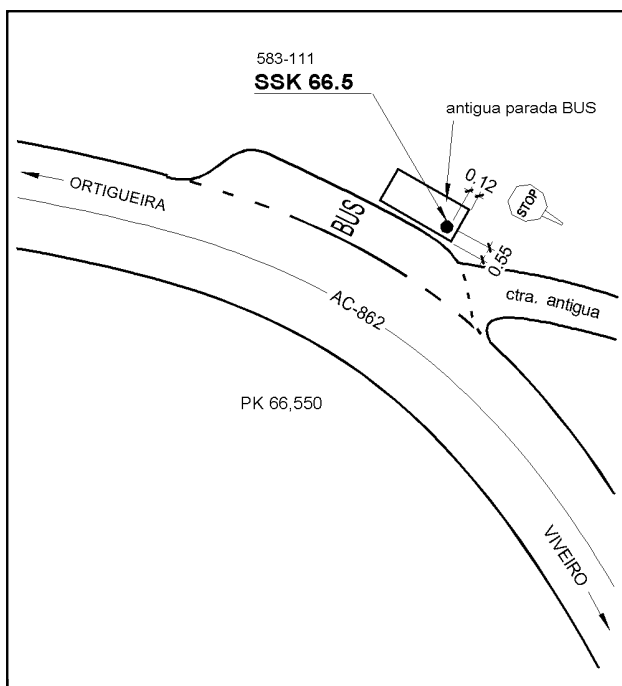 583-111
SSK 66.5
antigua parada BUS
0,12
STOP
ORTIGUEIRA
BUS
0.55
ctra. antigua
AC-862
PK 66,550
VIVEIRO